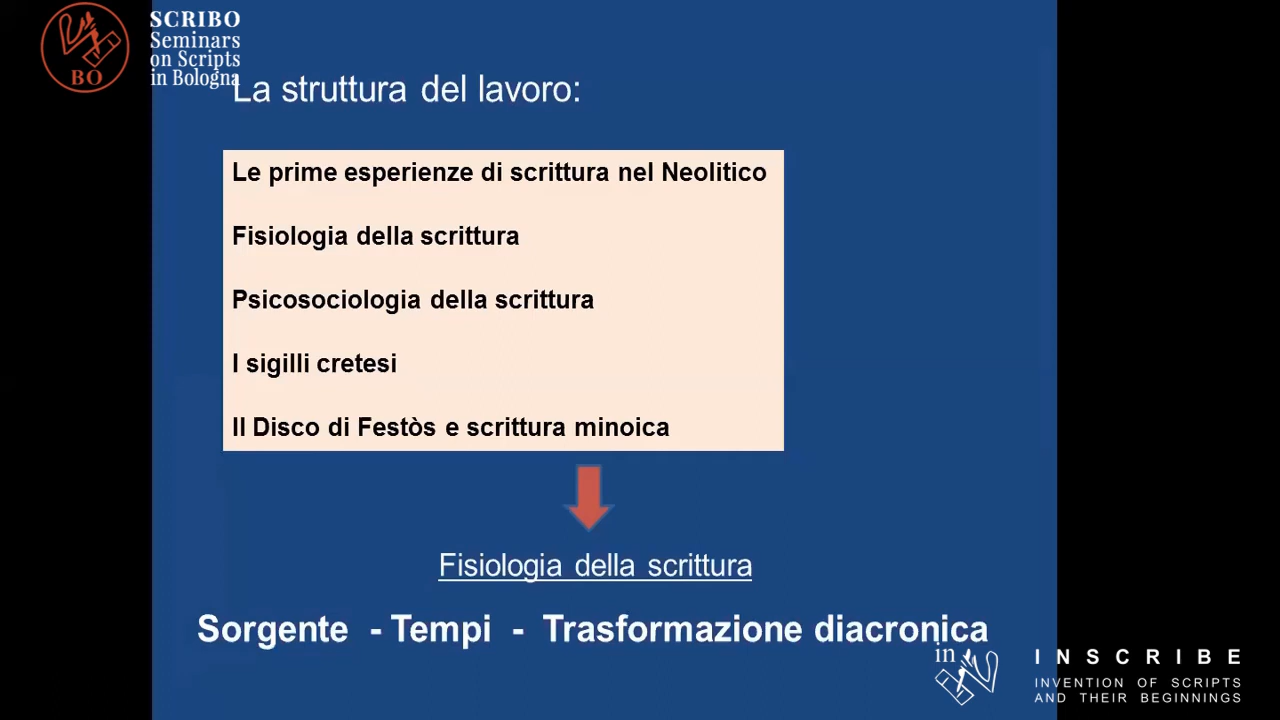 SCRIBO
Seminars
on Scripts
in Bologna
BO
La struttura del lavoro:
Le prime esperienze di scrittura nel Neolitico
Fisiologia della scrittura
Psicosociologia della scrittura
I sigilli cretesi
Il Disco di Festòs e scrittura minoica
Fisiologia della scrittura
Sorgente - Tempi - Trasformazione diacronica
in
INSCRIBE
INVENTION OF SCRIPTS
AND THEIR BEGINNINGS